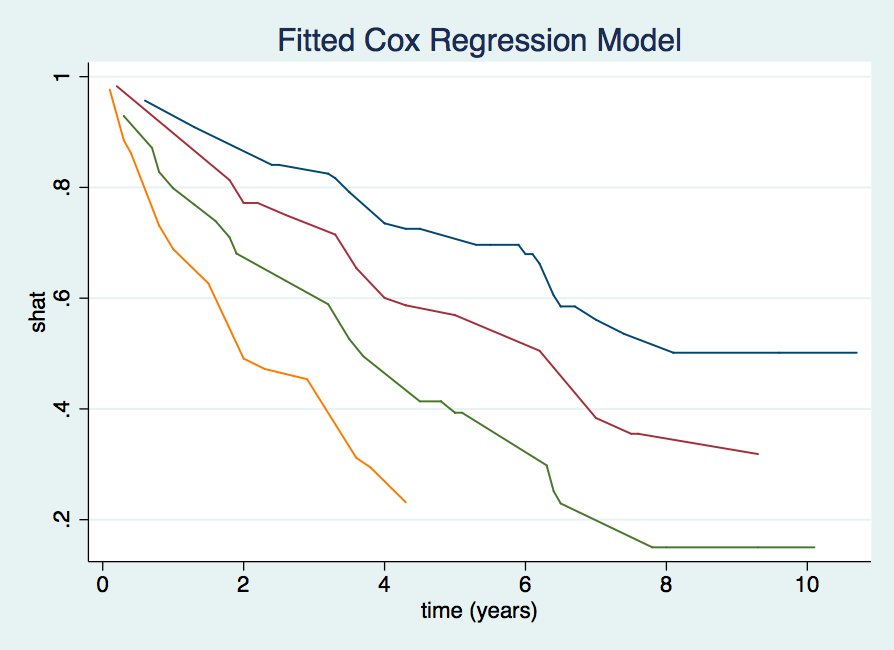 Fitted Cox Regression Model
1
.8
.6
.4
.2
shat
0 2 4 6 8 10
time (years)